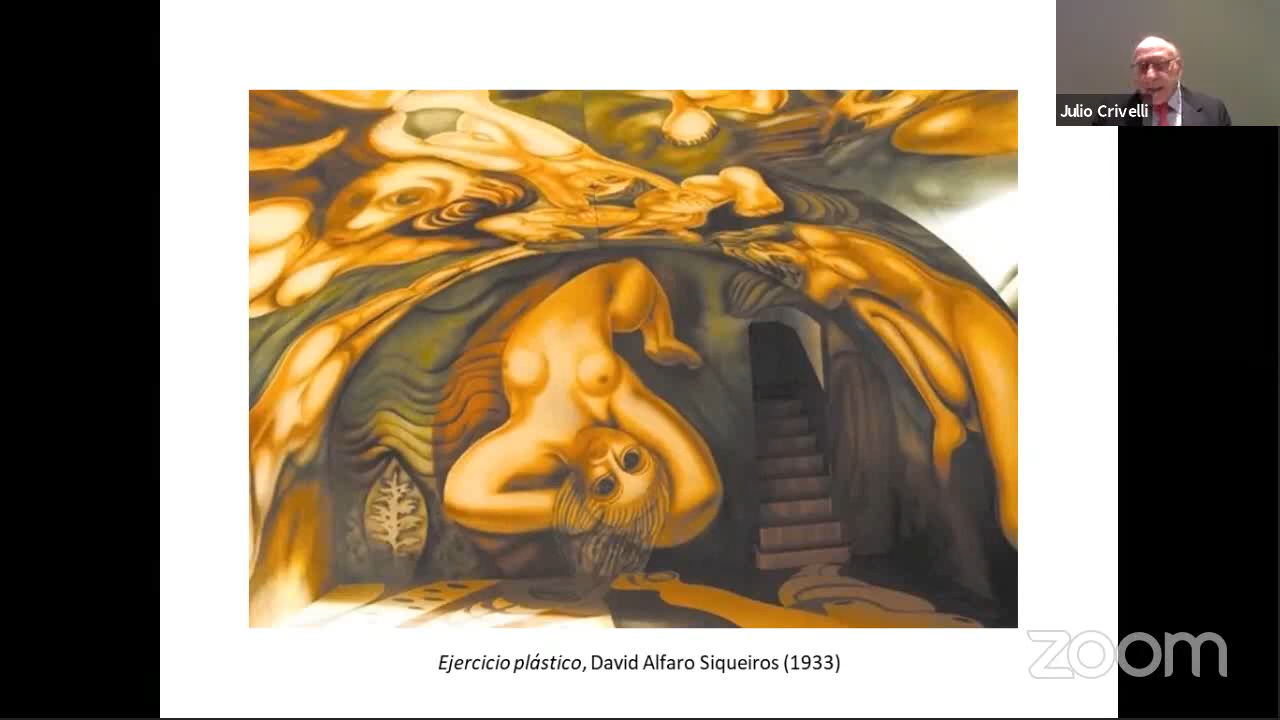 Julio Crivelli
Ejercicio plástico, David Alfaro Siqueiros (1933)
zoom